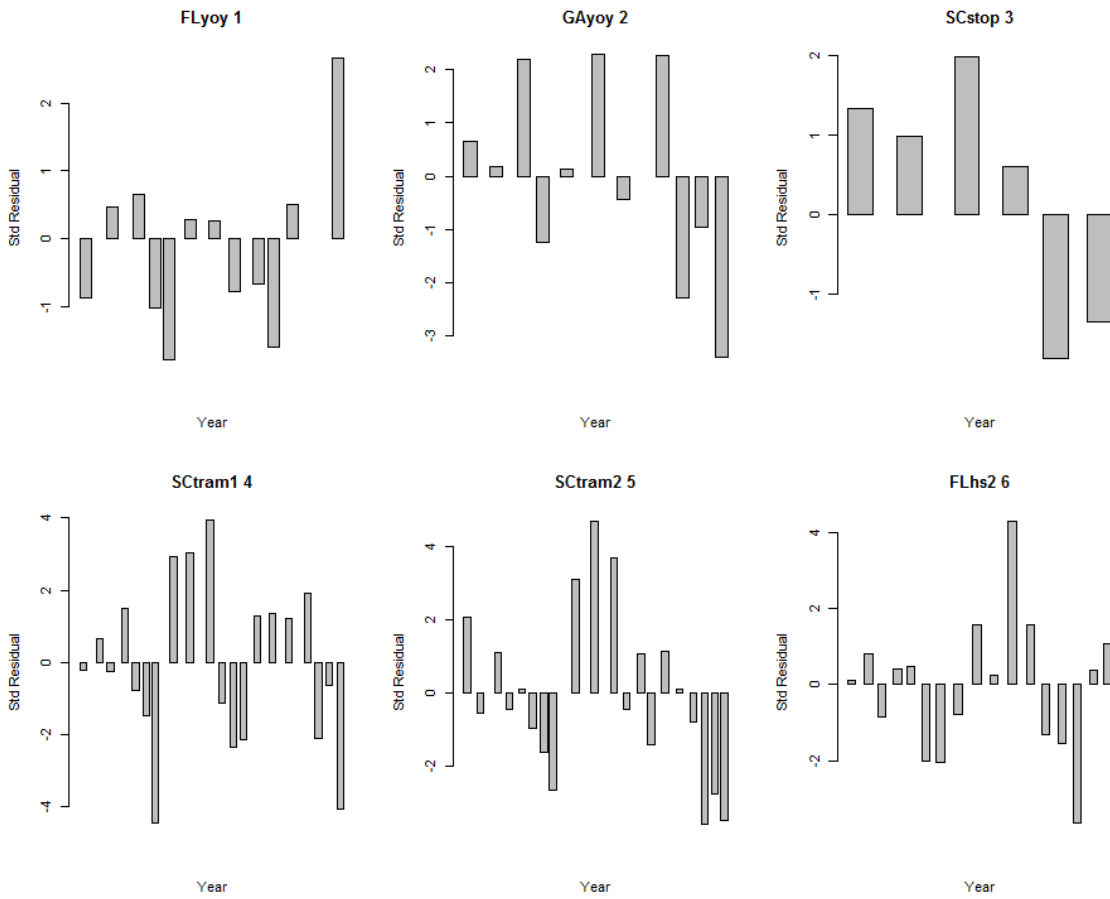 FLyoy 1
Std Residual
2
1
0
-1
Year
GAyoy 2
Std Residual
2
1
0
-1
-2
-3
Year
SCstop 3
Std Residual
2
1
0
-1
Year
SCtram1 4
Std Residual
4
2
0
-2
-4
Year
SCtram2 5
Std Residual
4
2
0
-2
Year
FLhs2 6
Std Residual
4
2
0
-2
Year